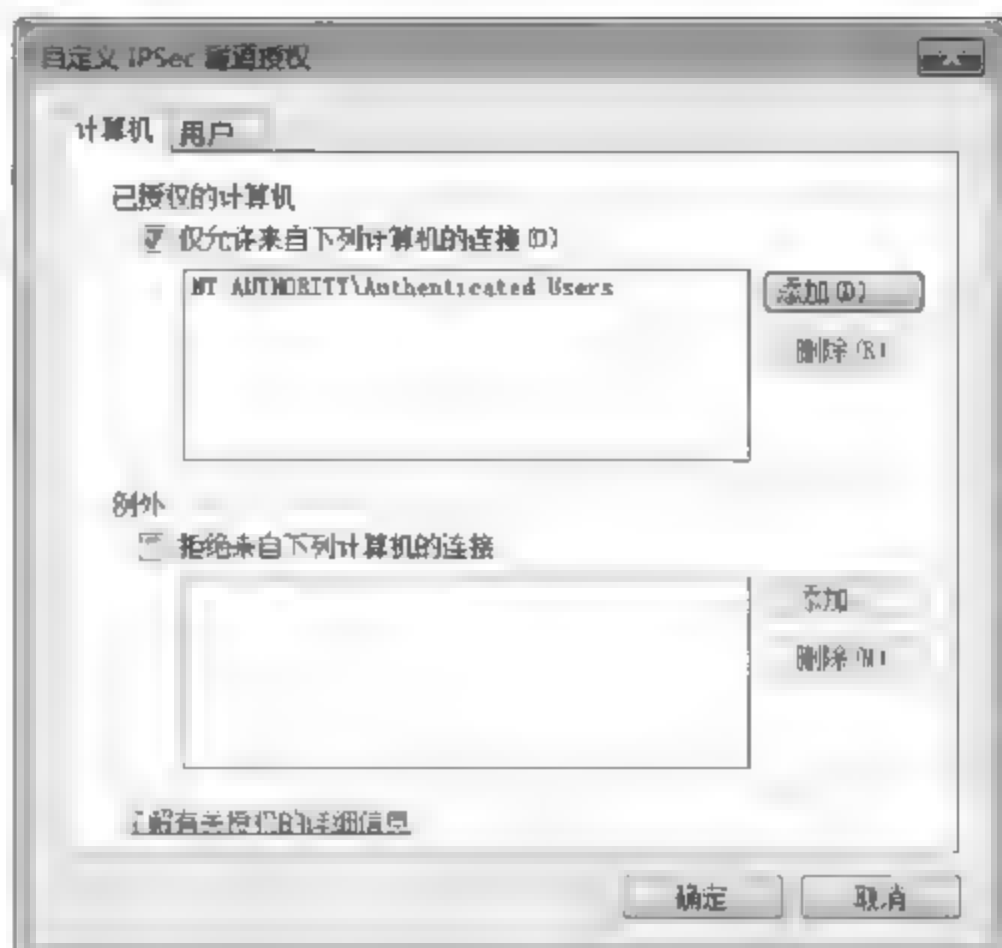 自定义 IPSec 隧道授权
计算机 用户
已授权的计算机
仅允许来自下列计算机的连接(D)
NT AUTHORITY\Authenticated Users
添加
删除(R)
例外
拒绝来自下列计算机的连接
添加
删除(M)
了解有关授权的详细信息
确定 取消